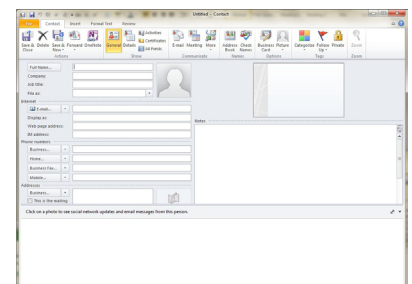 Untitled - Contact
File Contact Insert Format Text Review
Save & Close Delete Save & New Forward OneNote General Details Activities Certificates All Fields E-mail Meeting More Address Book Check Names Business Card Picture Categorize Follow Up Private Zoom
Actions Show Communicate Names Options Tags Zoom
Full Name...
Company:
Job title:
File as:
Internet
E-mail...
Display as:
Web page address:
IM address:
Notes
Phone numbers
Business...
Home...
Business Fax...
Mobile...
Addresses
Business...
This is the mailing
Click on a photo to see social network updates and email messages from this person.